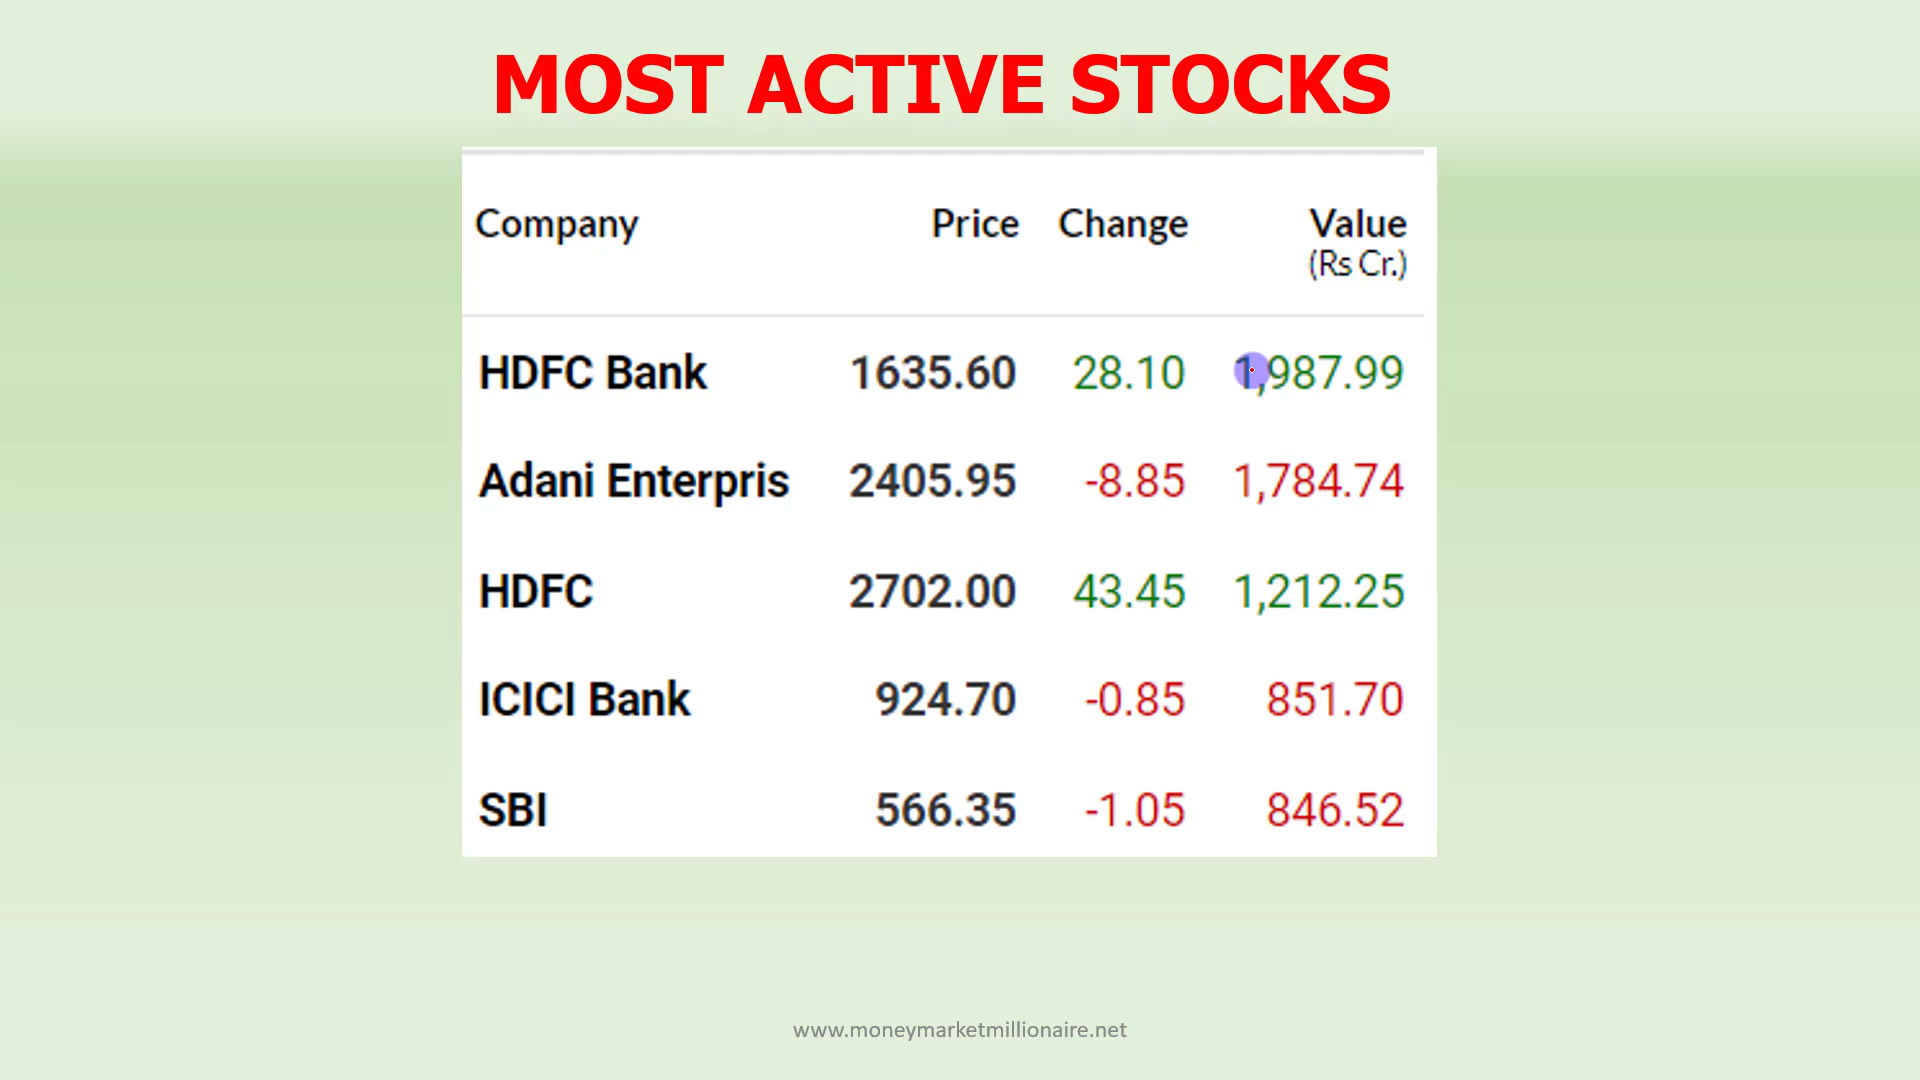 MOST ACTIVE STOCKS
Company Price Change Value
(Rs Cr.)
HDFC Bank 1635.60 28.10 1,987.99
Adani Enterpris 2405.95 -8.85 1,784.74
HDFC 2702.00 43.45 1,212.25
ICICI Bank 924.70 -0.85 851.70
SBI 566.35 -1.05 846.52
www.moneymarketmillionaire.net